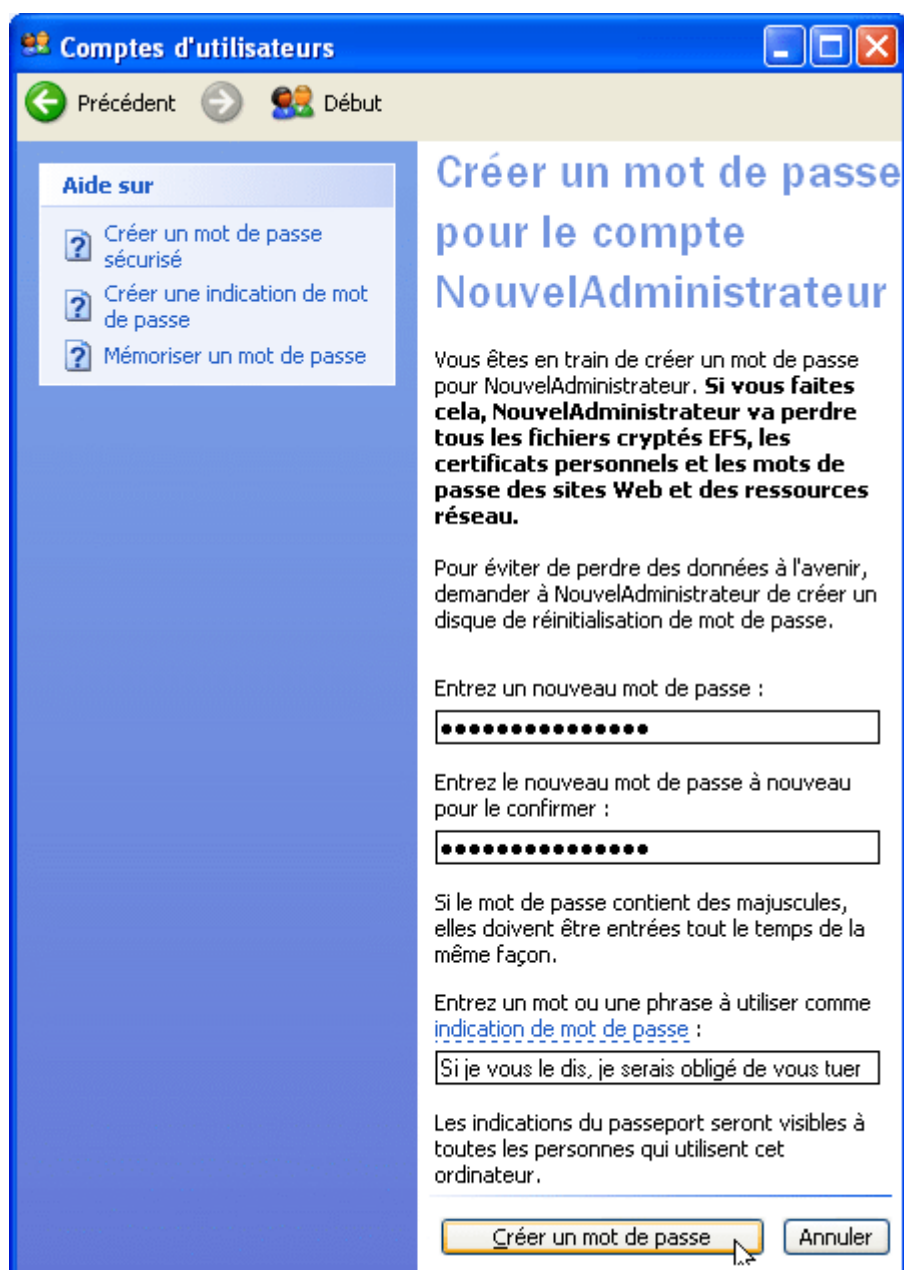 Comptes d'utilisateurs
Précédent
Début
Aide sur
Créer un mot de passe
sécurisé
Créer une indication de mot
de passe
Mémoriser un mot de passe
Créer un mot de passe
pour le compte
NouvelAdministrateur
Vous êtes en train de créer un mot de passe
pour NouvelAdministrateur. Si vous faites
cela, NouvelAdministrateur va perdre
tous les fichiers cryptés EFS, les
certificats personnels et les mots de
passe des sites Web et des ressources
réseau.
Pour éviter de perdre des données à l'avenir,
demander à NouvelAdministrateur de créer un
disque de réinitialisation de mot de passe.
Entrez un nouveau mot de passe :
●●●●●●●●●●●●●●●
Entrez le nouveau mot de passe à nouveau
pour le confirmer :
●●●●●●●●●●●●●●●
Si le mot de passe contient des majuscules,
elles doivent être entrées tout le temps de la
même façon.
Entrez un mot ou une phrase à utiliser comme
indication de mot de passe :
Si je vous le dis, je serais obligé de vous tuer
Les indications du passeport seront visibles à
toutes les personnes qui utilisent cet
ordinateur.
Créer un mot de passe
Annuler